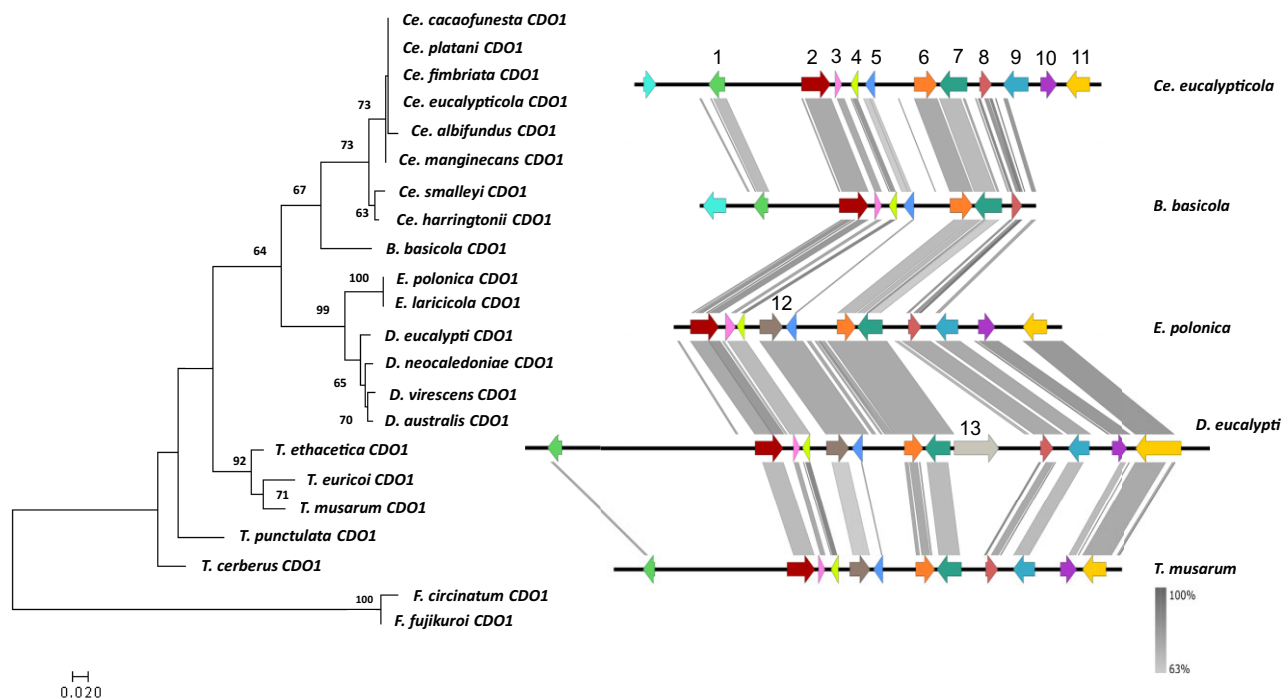 Ce. cacaofunesta CDO1
Ce. platani CDO1
Ce. fimbriata CDO1
Ce. eucalypticola CDO1
Ce. albifundus CDO1
Ce. manginecans CDO1
Ce. smalleyi CDO1
Ce. harringtonii CDO1
B. basicola CDO1
E. polonica CDO1
E. laricicola CDO1
D. eucalypti CDO1
D. neocaledoniae CDO1
D. virescens CDO1
D. australis CDO1
T. ethacetica CDO1
T. euricoi CDO1
T. musarum CDO1
T. punctulata CDO1
T. cerberus CDO1
F. circinatum CDO1
F. fujikuroi CDO1
73
73
67
63
64
100
99
65
70
92
71
100
0.020
1 2 3 4 5 6 7 8 9 10 11
Ce. eucalypticola
B. basicola
12
E. polonica
13
D. eucalypti
T. musarum
100%
63%